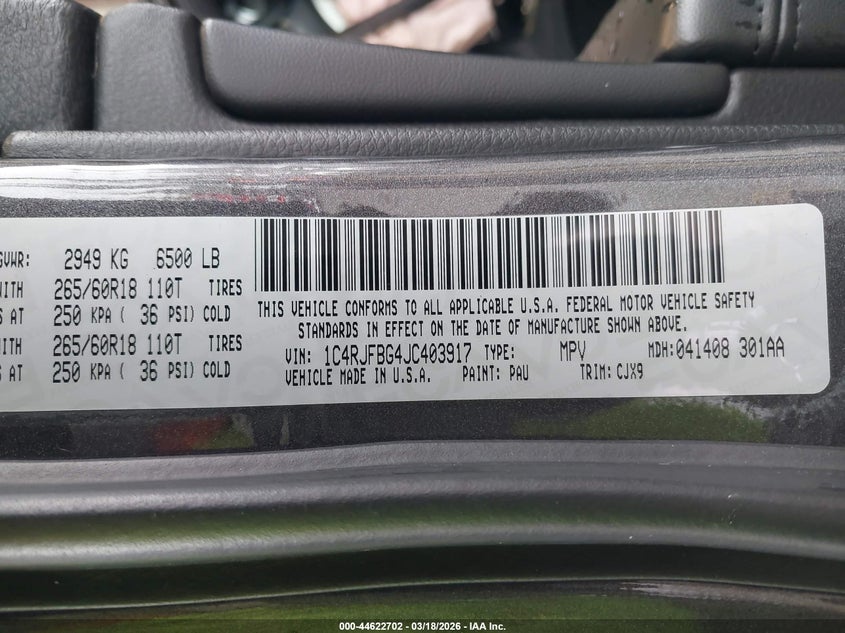 GVWR: 2949 KG 6500 LB
WITH 265/60R18 110T TIRES
S AT 250 KPA ( 36 PSI) COLD
WITH 265/60R18 110T TIRES
S AT 250 KPA ( 36 PSI) COLD
THIS VEHICLE CONFORMS TO ALL APPLICABLE U.S.A. FEDERAL MOTOR VEHICLE SAFETY
STANDARDS IN EFFECT ON THE DATE OF MANUFACTURE SHOWN ABOVE.
VIN: 1C4RJFBG4JC403917 TYPE: MPV MDH:041408 301AA
VEHICLE MADE IN U.S.A. PAINT: PAU TRIM: CJX9
000-44622702 - 03/18/2026 - IAA Inc.